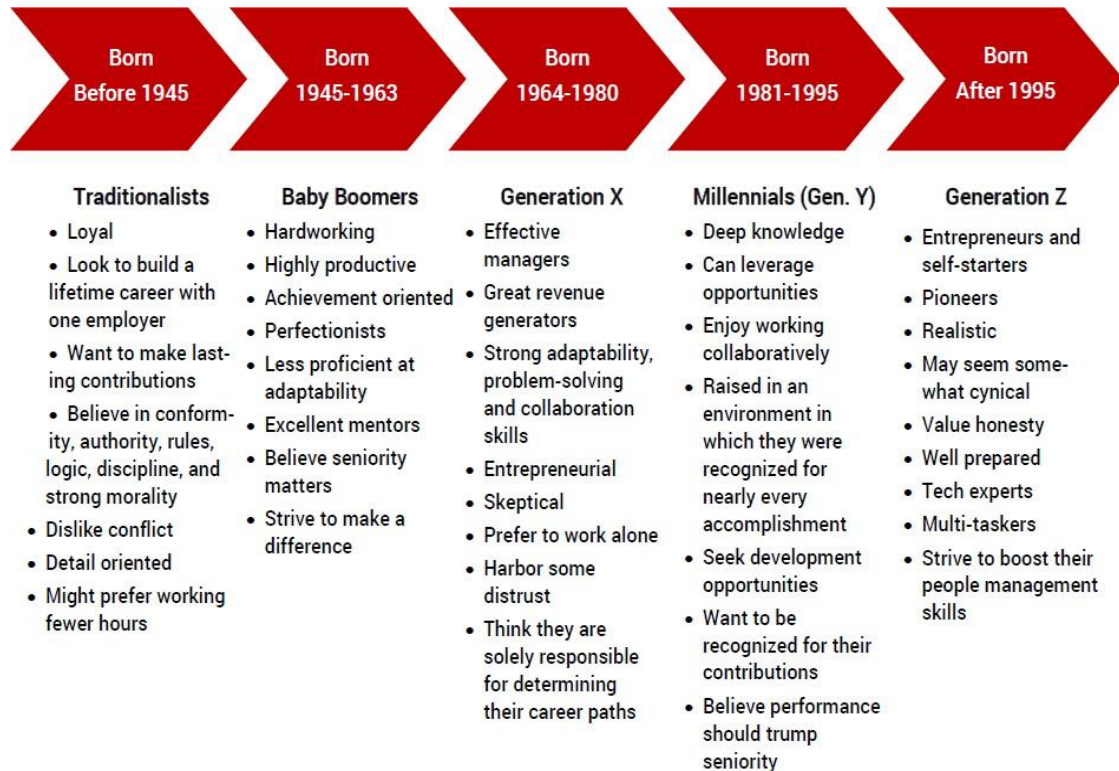 Born
Before 1945
Born
1945-1963
Born
1964-1980
Born
1981-1995
Born
After 1995
Traditionalists
• Loyal
• Look to build a
lifetime career with
one employer
• Want to make last-
ing contributions
• Believe in conform-
ity, authority, rules,
logic, discipline, and
strong morality
• Dislike conflict
• Detail oriented
• Might prefer working
fewer hours
Baby Boomers
• Hardworking
• Highly productive
• Achievement oriented
• Perfectionists
• Less proficient at
adaptability
• Excellent mentors
• Believe seniority
matters
• Strive to make a
difference
Generation X
• Effective
managers
• Great revenue
generators
• Strong adaptability,
problem-solving
and collaboration
skills
• Entrepreneurial
• Skeptical
• Prefer to work alone
• Harbor some
distrust
• Think they are
solely responsible
for determining
their career paths
Millennials (Gen. Y)
• Deep knowledge
• Can leverage
opportunities
• Enjoy working
collaboratively
• Raised in an
environment in
which they were
recognized for
nearly every
accomplishment
• Seek development
opportunities
• Want to be
recognized for their
contributions
• Believe performance
should trump
seniority
Generation Z
• Entrepreneurs and
self-starters
• Pioneers
• Realistic
• May seem some-
what cynical
• Value honesty
• Well prepared
• Tech experts
• Multi-taskers
• Strive to boost their
people management
skills